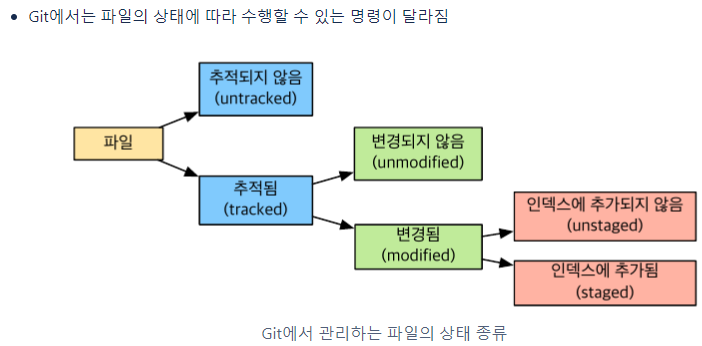 Git에서는 파일의 상태에 따라 수행할 수 있는 명령이 달라짐
추적되지 않음
(untracked)
파일
변경되지 않음
(unmodified)
추적됨
(tracked)
인덱스에 추가되지 않음
(unstaged)
변경됨
(modified)
인덱스에 추가됨
(staged)
Git에서 관리하는 파일의 상태 종류